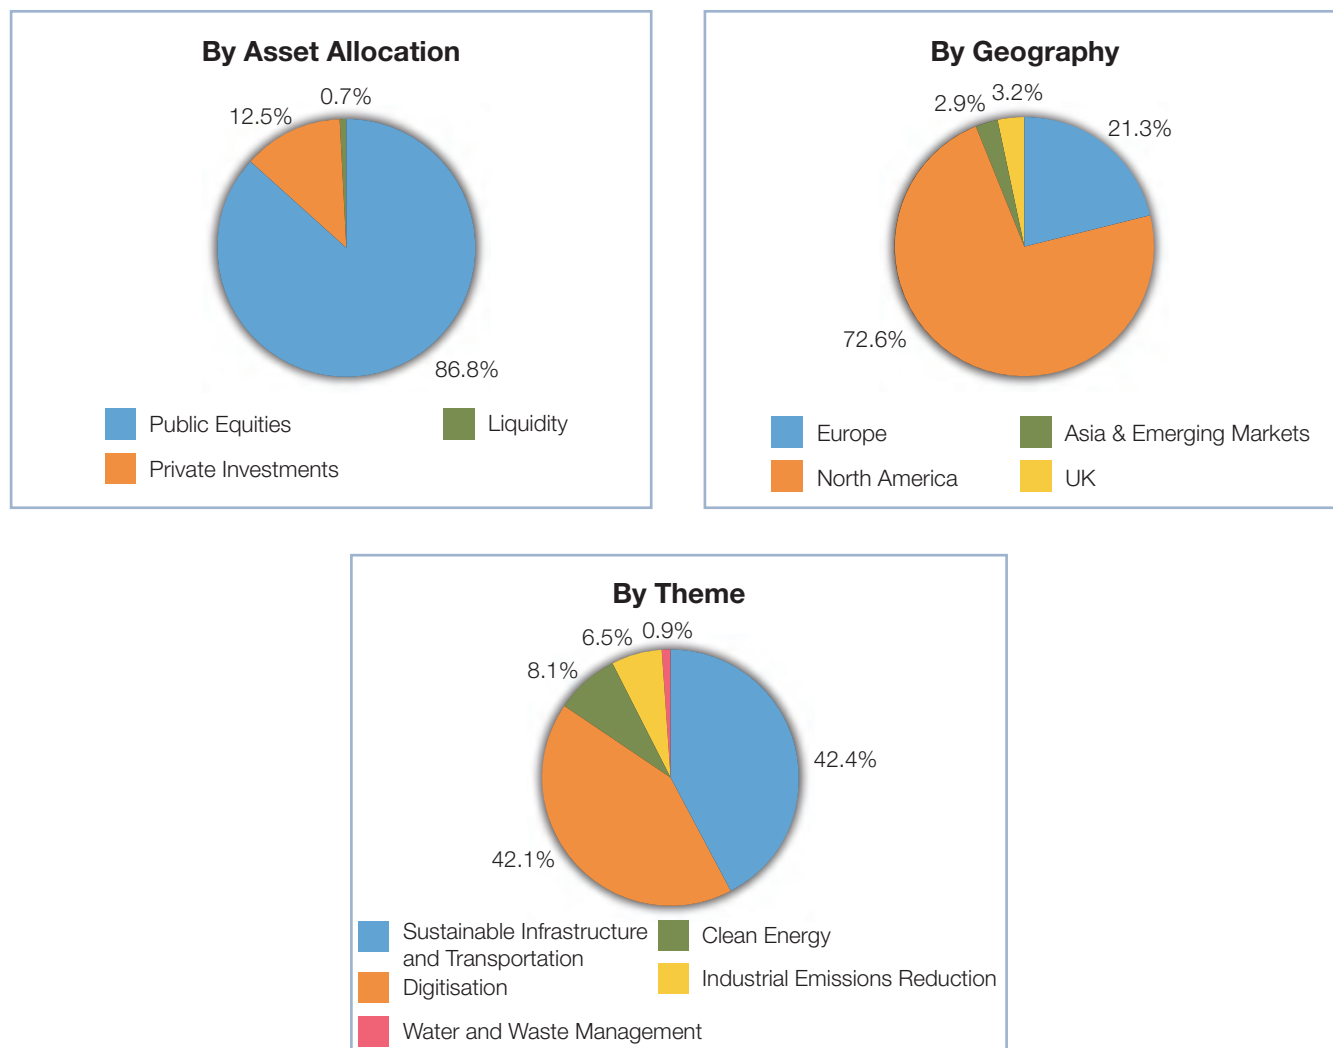 By Asset Allocation
0.7%
12.5%
86.8%
Public Equities
Liquidity
Private Investments
By Geography
3.2%
2.9%
21.3%
72.6%
Europe
Asia & Emerging Markets
North America
UK
By Theme
6.5% 0.9%
8.1%
42.4%
42.1%
Sustainable Infrastructure
and Transportation
Clean Energy
Digitisation
Industrial Emissions Reduction
Water and Waste Management